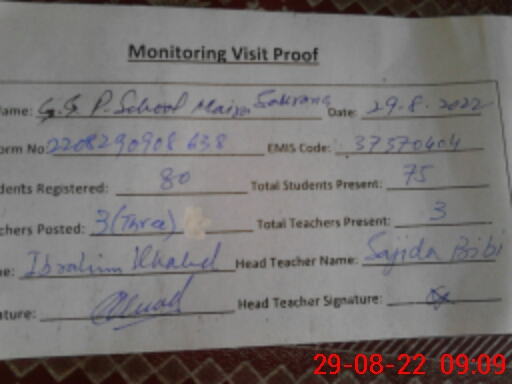 Monitoring Visit Proof
ame: G.G P.School Maira Date: 29.8.2022
orm No: 2208290908638 EMIS Code: 37370404
dents Registered: 80 Total Students Present: 75
chers Posted: 3 (Three) Total Teachers Present: 3
e: Ibrahim Khalid Head Teacher Name: Sajida Bibi
ature: Head Teacher Signature:
29-08-22 09:09